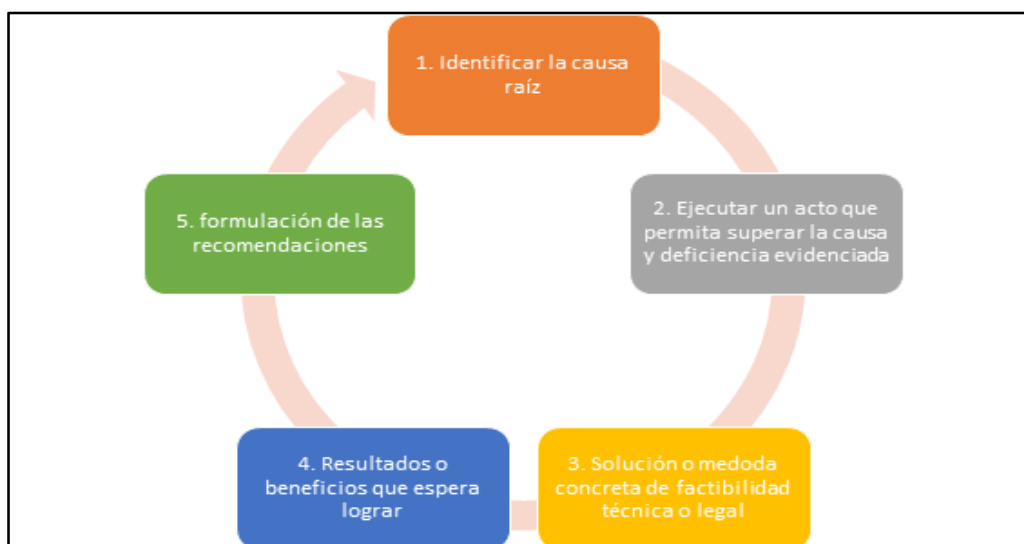 1. Identificar la causa
raíz
2. Ejecutar un acto que
permita superar la causa
y deficiencia evidenciada
3. Solución o medoda
concreta de factibilidad
técnica o legal
4. Resultados o
beneficios que espera
lograr
5. formulación de las
recomendaciones